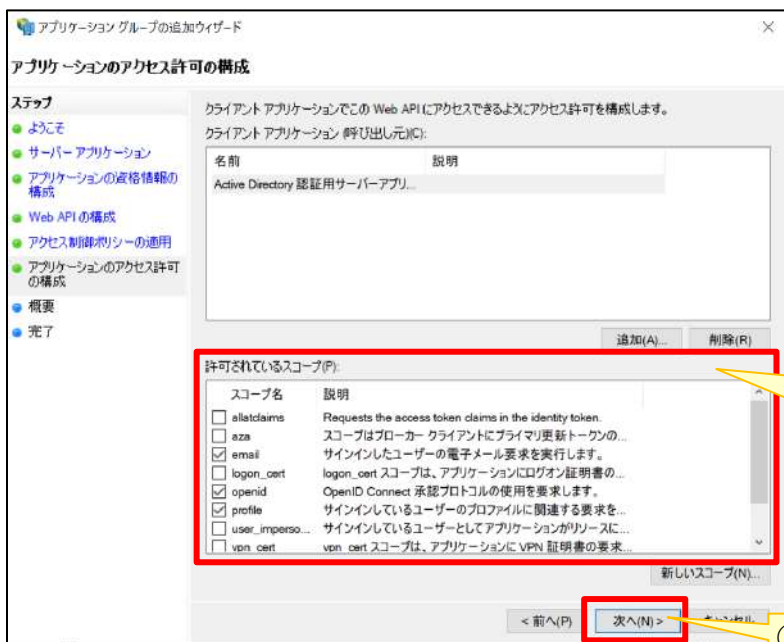 アプリケーション グループの追加ウィザード
アプリケーションのアクセス許可の構成
ステップ
ようこそ
サーバー アプリケーション
アプリケーションの資格情報の
構成
Web API の構成
アクセス制御ポリシーの適用
アプリケーションのアクセス許可
の構成
概要
完了
クライアント アプリケーションでこの Web API にアクセスできるようにアクセス許可を構成します。
クライアント アプリケーション (呼び出し元)(C):
名前 説明
Active Directory 認証用サーバーアプリ...
追加(A)... 削除(R)
許可されているスコープ(P):
スコープ名 説明
allatclaims Requests the access token claims in the identity token.
aza スコープはブローカー クライアントにプライマリ更新トークンの...
email サインインしたユーザーの電子メール要求を実行します。
logon_cert logon_cert スコープは、アプリケーションにログオン証明書の...
openid OpenID Connect 承認プロトコルの使用を要求します。
profile サインインしているユーザーのプロファイルに関連する要求を...
user_imperso... サインインしているユーザーとしてアプリケーションがリソースに...
vpn_cert vpn_cert スコープは、アプリケーションに VPN 証明書の要求...
新しいスコープ(N)...
< 前へ(P) 次へ(N) > キャンセル